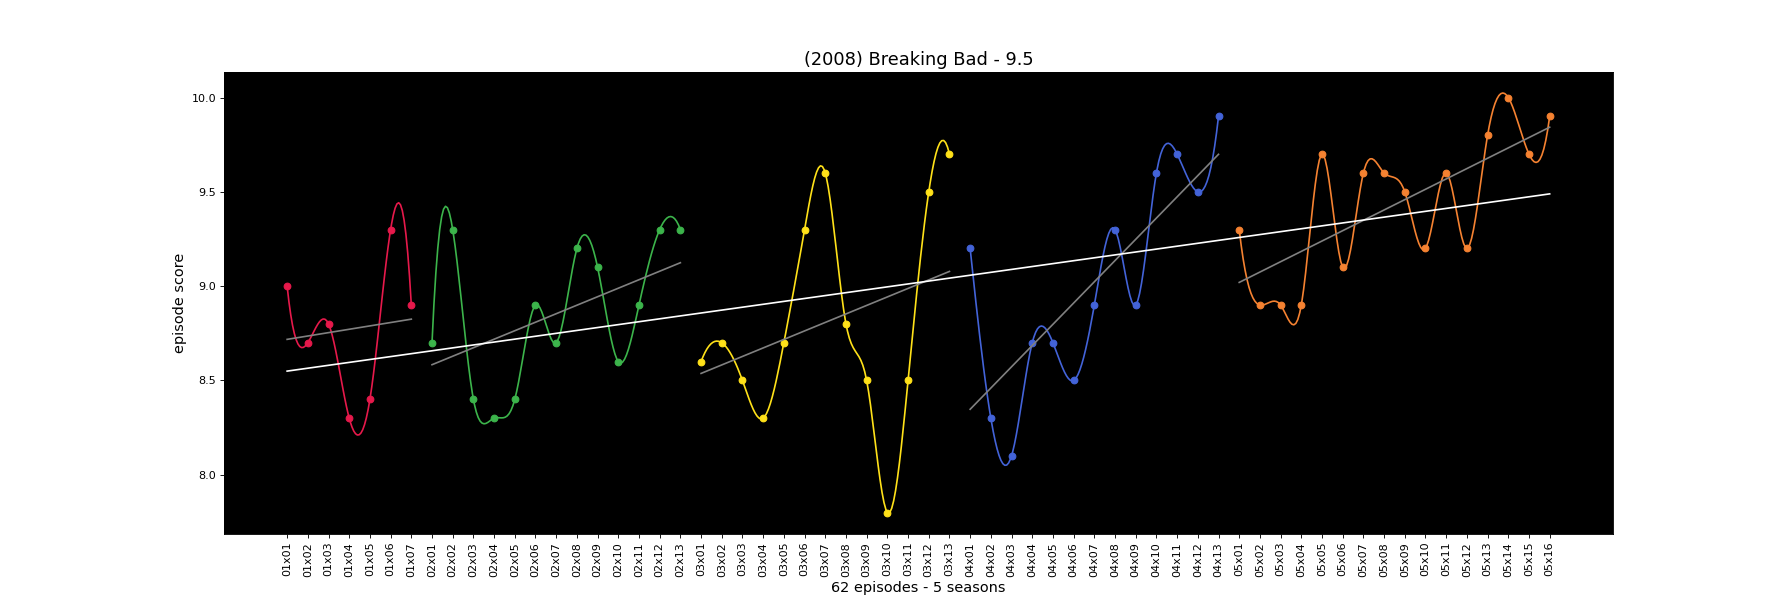 (2008) Breaking Bad - 9.5
episode score
10.0
9.5
9.0
8.5
8.0
01x01
01x02
01x03
01x04
01x05
01x06
01x07
02x01
02x02
02x03
02x04
02x05
02x06
02x07
02x08
02x09
02x10
02x11
02x12
02x13
03x01
03x02
03x03
03x04
03x05
03x06
03x07
03x08
03x09
03x10
03x11
03x12
03x13
04x01
04x02
04x03
04x04
04x05
04x06
04x07
04x08
04x09
04x10
04x11
04x12
04x13
05x01
05x02
05x03
05x04
05x05
05x06
05x07
05x08
05x09
05x10
05x11
05x12
05x13
05x14
05x15
05x16
62 episodes - 5 seasons